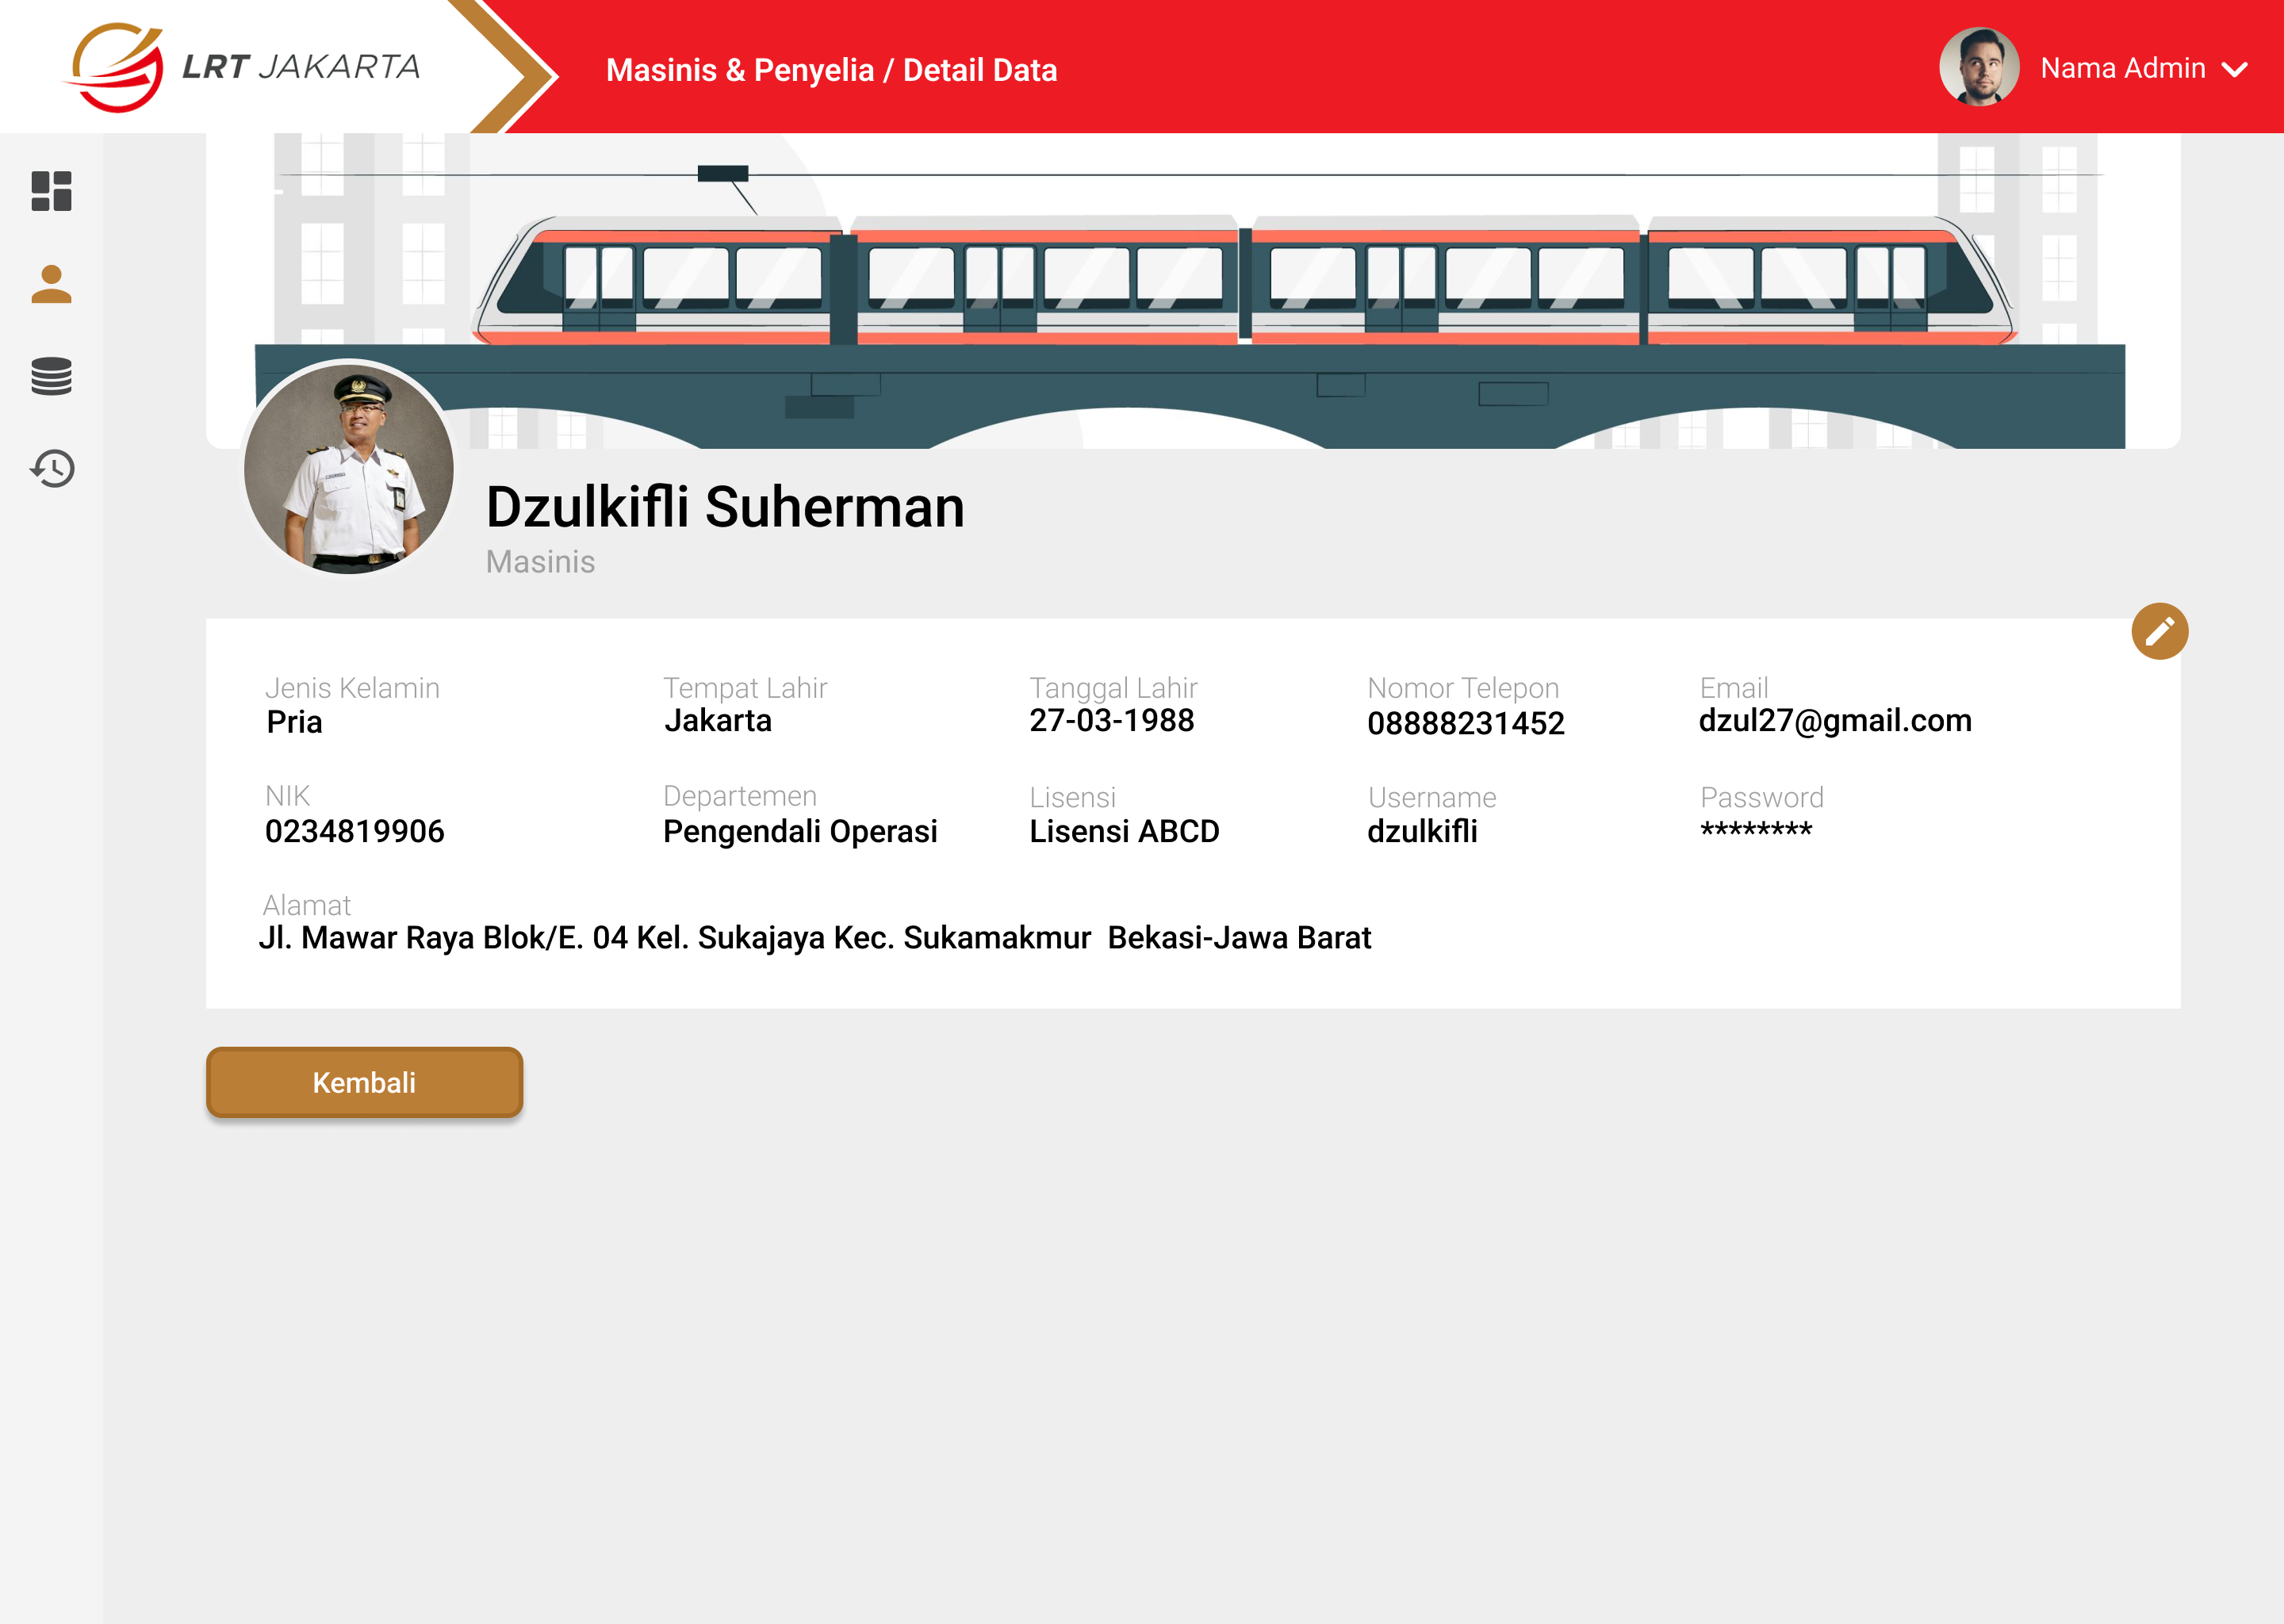 LRT JAKARTA
Masinis & Penyelia / Detail Data
Nama Admin
Dzulkifli Suherman
Masinis
Jenis Kelamin
Pria
Tempat Lahir
Jakarta
Tanggal Lahir
27-03-1988
Nomor Telepon
08888231452
Email
dzul27@gmail.com
NIK
0234819906
Departemen
Pengendali Operasi
Lisensi
Lisensi ABCD
Username
dzulkifli
Password
********
Alamat
Jl. Mawar Raya Blok/E. 04 Kel. Sukajaya Kec. Sukamakmur  Bekasi-Jawa Barat
Kembali